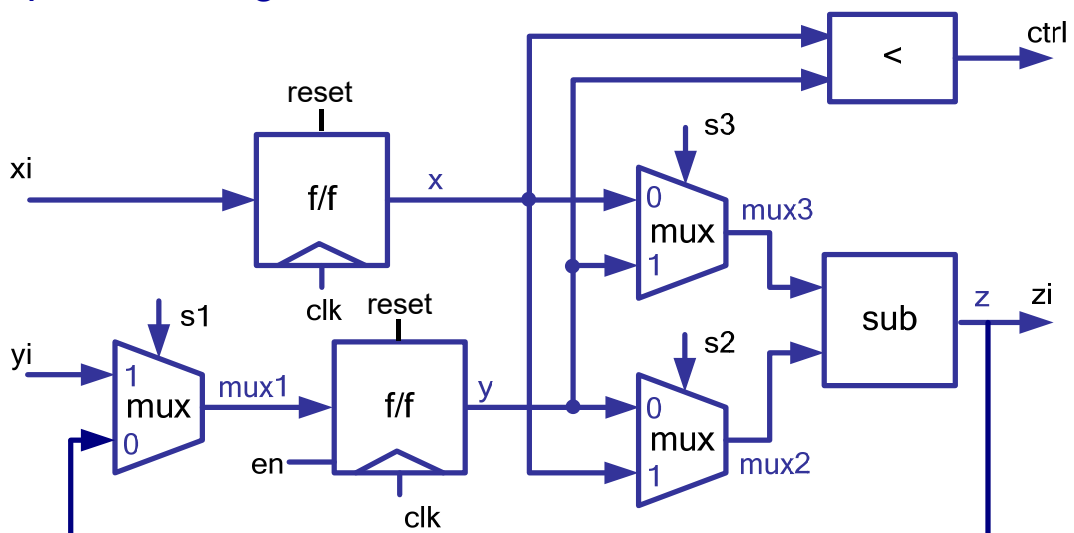 ctrl
<
reset
s3
xi
f/f
x
0
mux3
mux
1
clk
reset
sub
z
zi
s1
s2
yi
1
mux1
mux
f/f
y
0
mux
0
en
1
mux2
clk